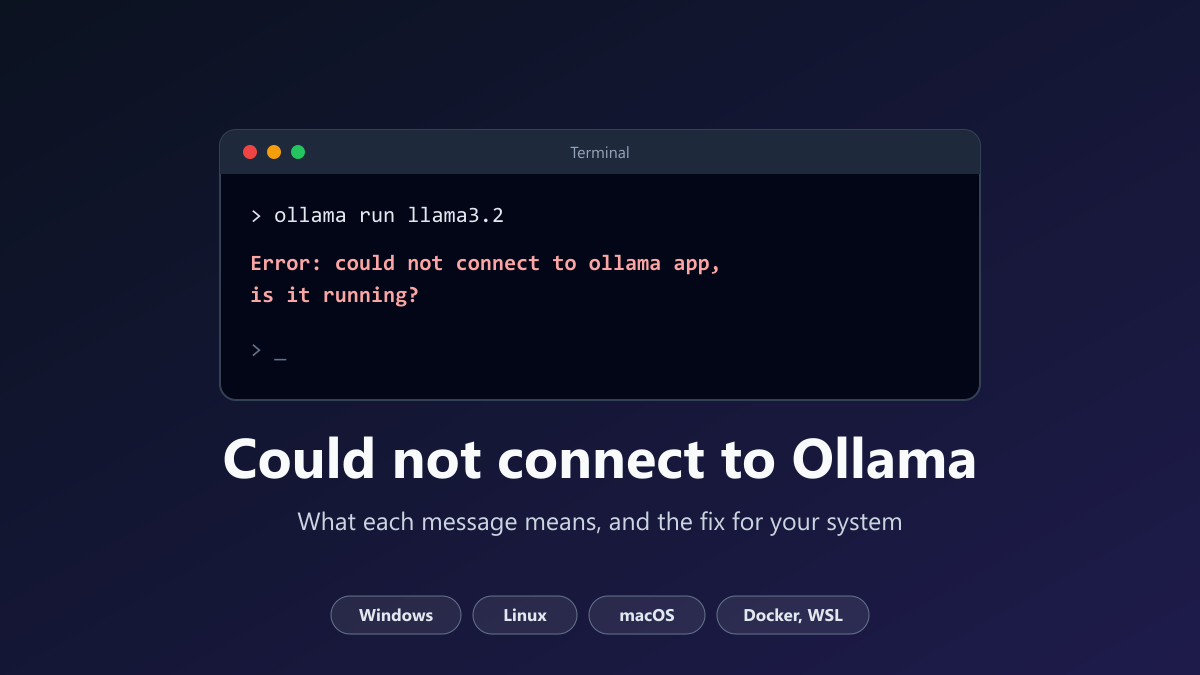 Terminal
> ollama run llama3.2
Error: could not connect to ollama app,
is it running?
> _
Could not connect to Ollama
What each message means, and the fix for your system
Windows
Linux
macOS
Docker, WSL